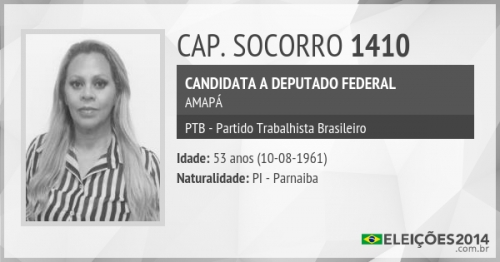 CAP. SOCORRO 1410
CANDIDATA A DEPUTADO FEDERAL
AMAPÁ
PTB - Partido Trabalhista Brasileiro
Idade: 53 anos (10-08-1961)
Naturalidade: PI - Parnaiba
ELEIÇÕES2014
.com.br